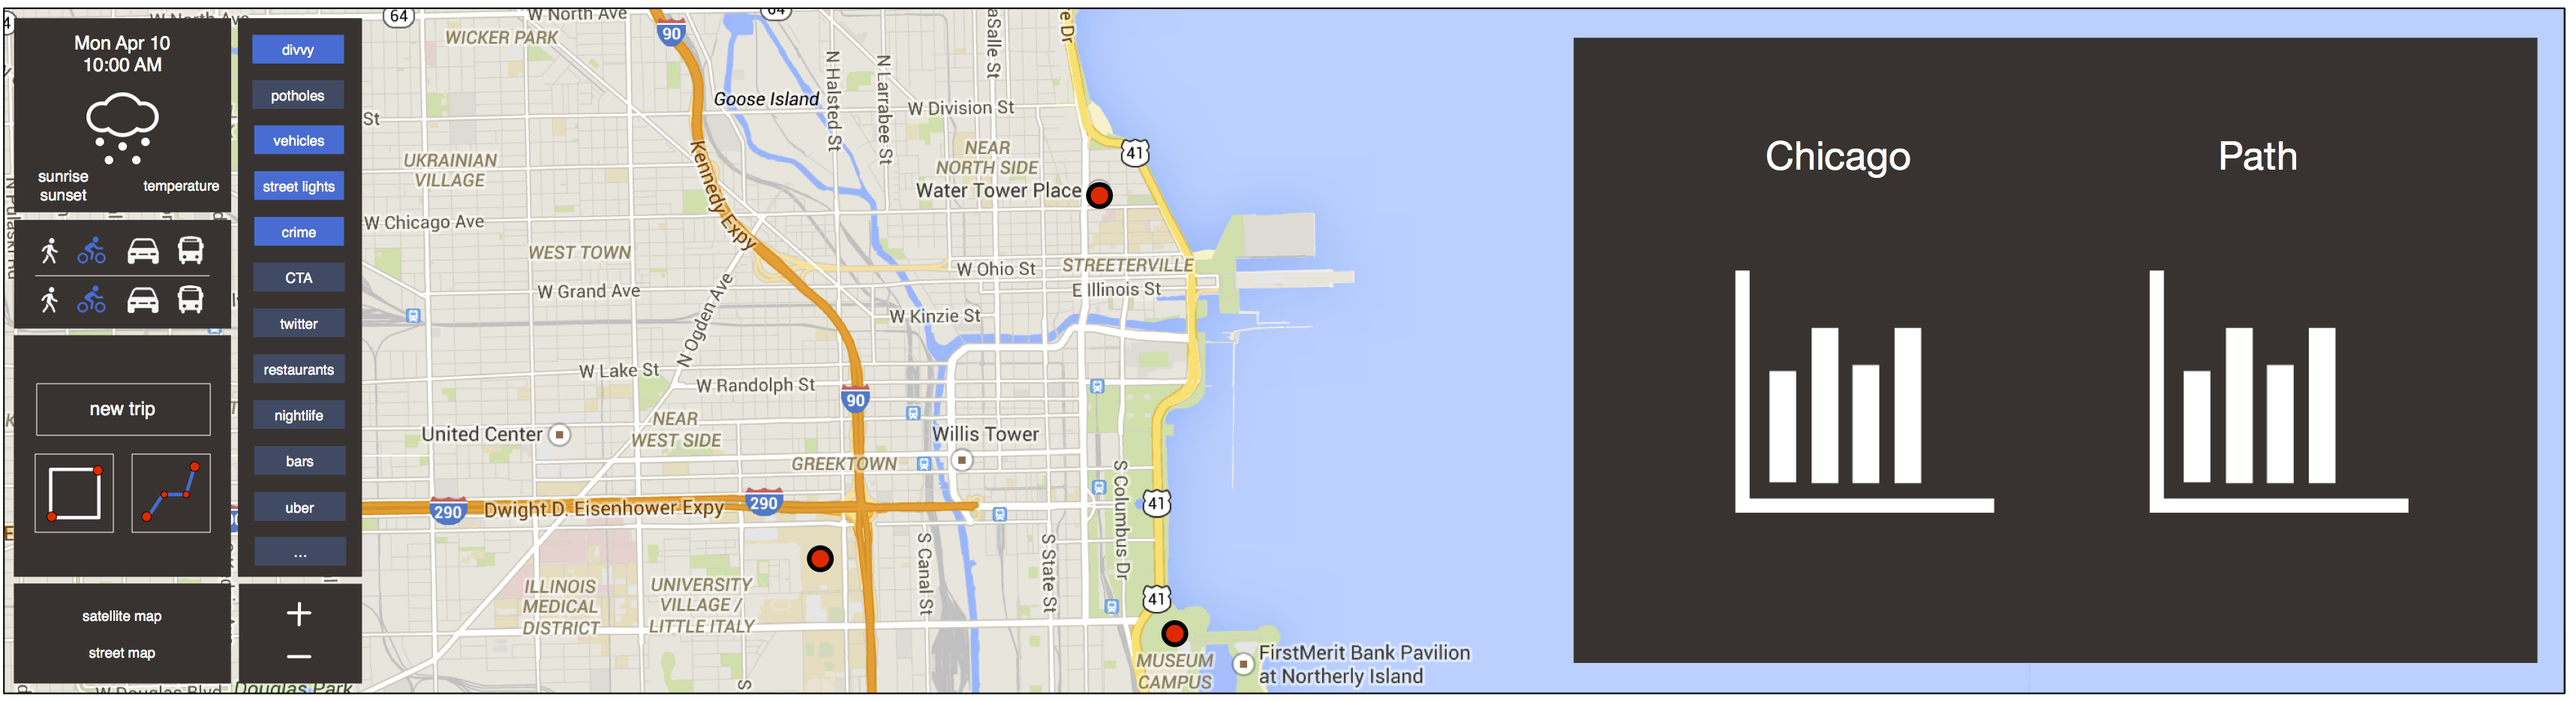 Mon Apr 10
10:00 AM
sunrise
sunset
temperature
new trip
satellite map
street map
divvy
potholes
vehicles
street lights
crime
CTA
twitter
restaurants
nightlife
bars
uber
...
+
−
W North Ave
64
W North Ave
WICKER PARK
90
Goose Island
N Halsted St
N Larrabee St
W Division St
St
UKRAINIAN
VILLAGE
Kennedy Expy
NEAR
NORTH SIDE
41
Water Tower Place
W Chicago Ave
WEST TOWN
W Ohio St
STREETERVILLE
W Grand Ave
E Illinois St
N Ogden Ave
W Kinzie St
W Lake St
W Randolph St
90
NEAR
WEST SIDE
United Center
Willis Tower
GREEKTOWN
290
Dwight D. Eisenhower Expy
290
41
S Columbus Dr
S Canal St
S State St
ILLINOIS
MEDICAL
DISTRICT
UNIVERSITY
VILLAGE /
LITTLE ITALY
41
MUSEUM
CAMPUS
FirstMerit Bank Pavilion
at Northerly Island
W Douglas Blvd
Douglas Park
Chicago
Path